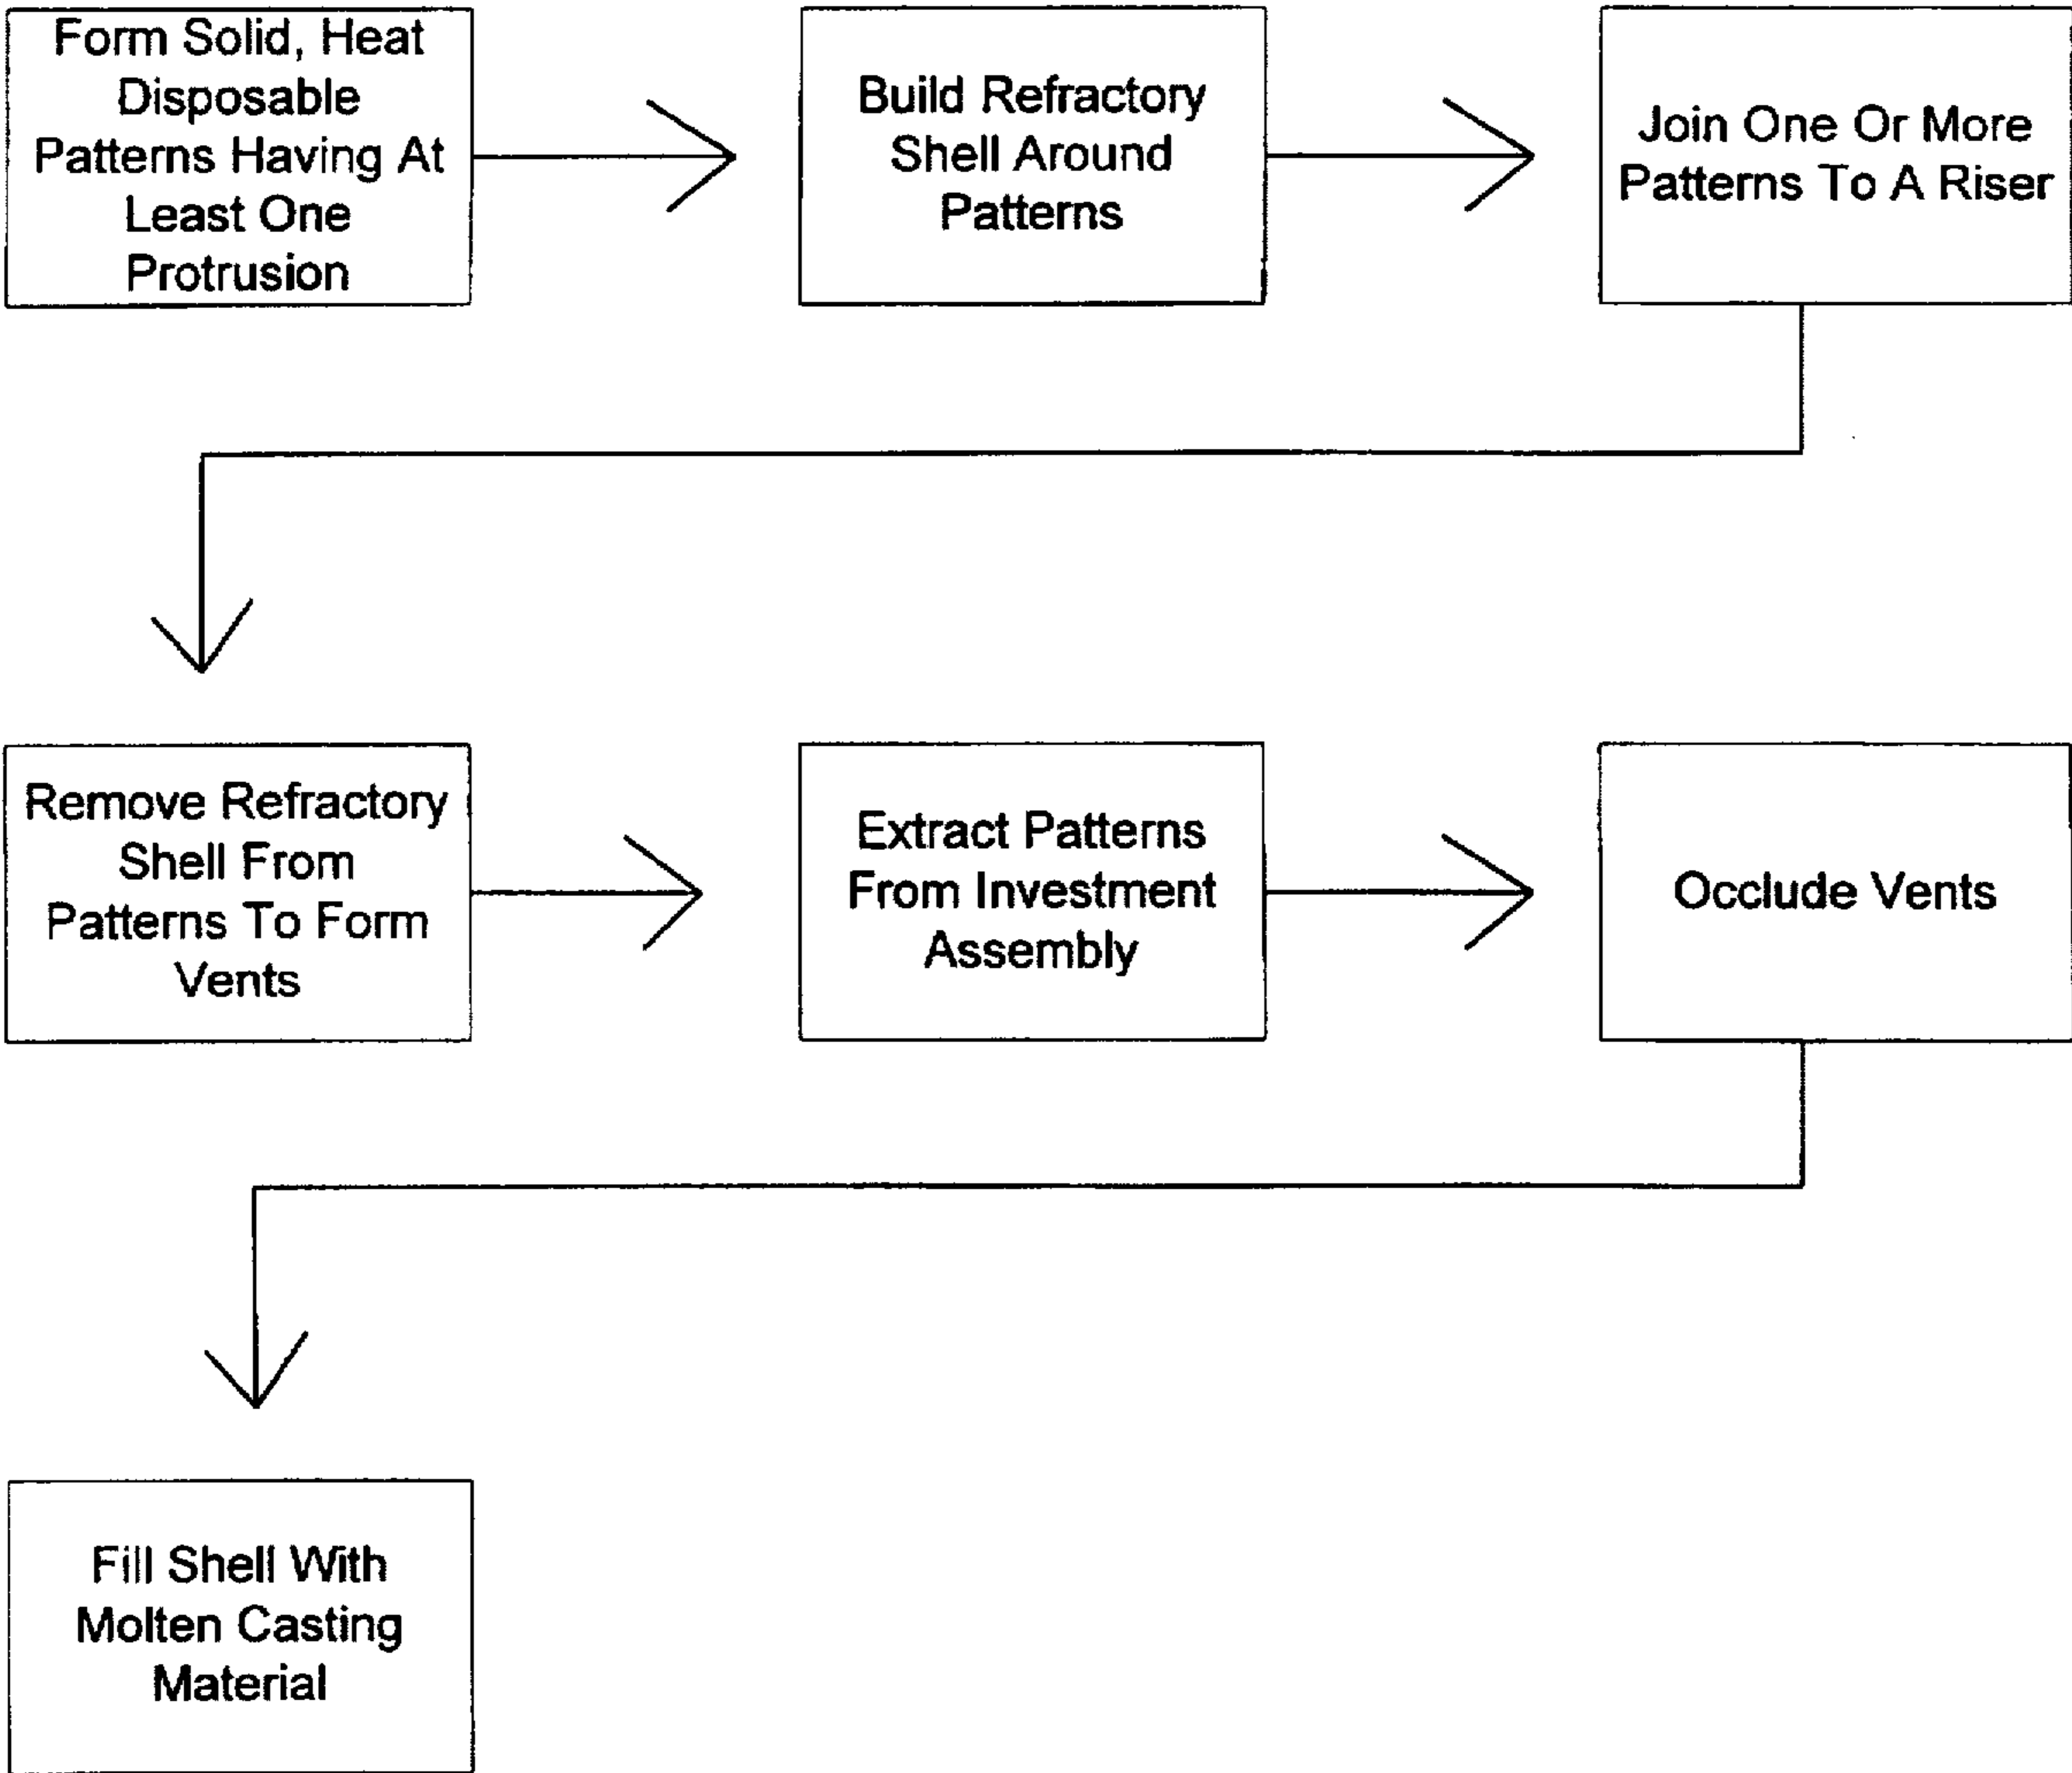 Form Solid, Heat
Disposable
Patterns Having At
Least One
Protrusion
Build Refractory
Shell Around
Patterns
Join One Or More
Patterns To A Riser
Remove Refractory
Shell From
Patterns To Form
Vents
Extract Patterns
From Investment
Assembly
Occlude Vents
Fill Shell With
Molten Casting
Material